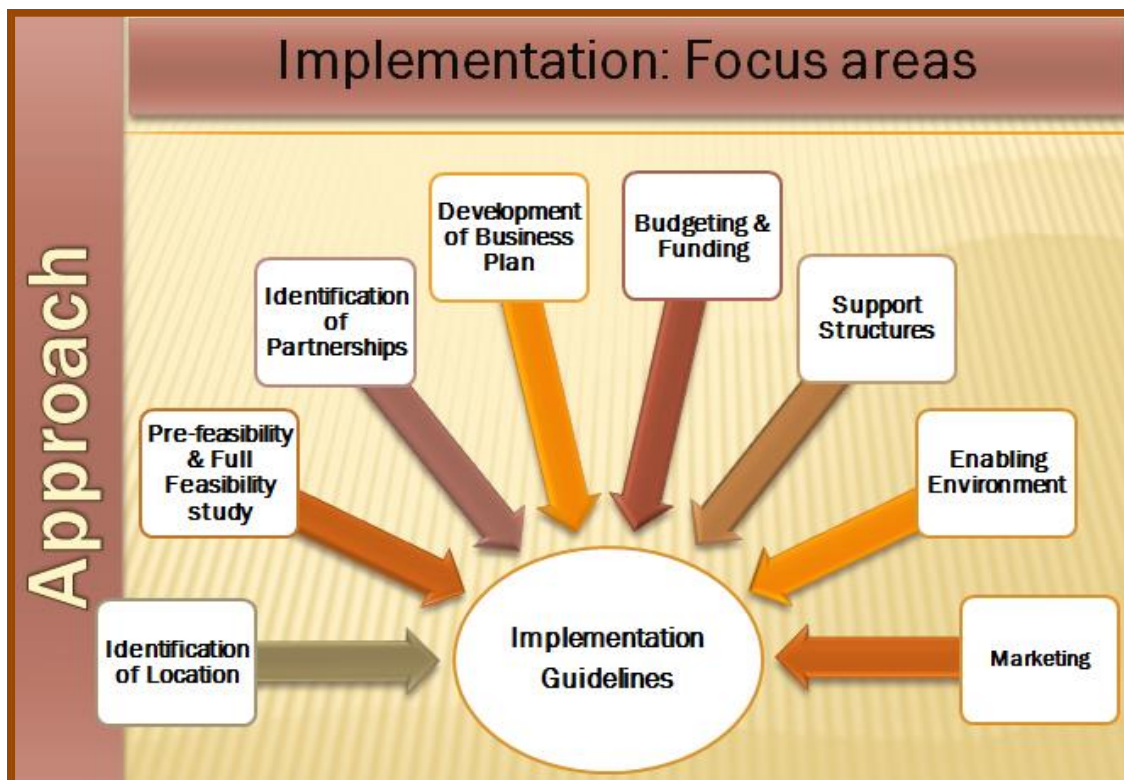 Implementation: Focus areas
Approach
Identification
of Location
Pre-feasibility
& Full
Feasibility
study
Identification
of
Partnerships
Development
of Business
Plan
Budgeting &
Funding
Support
Structures
Enabling
Environment
Marketing
Implementation
Guidelines